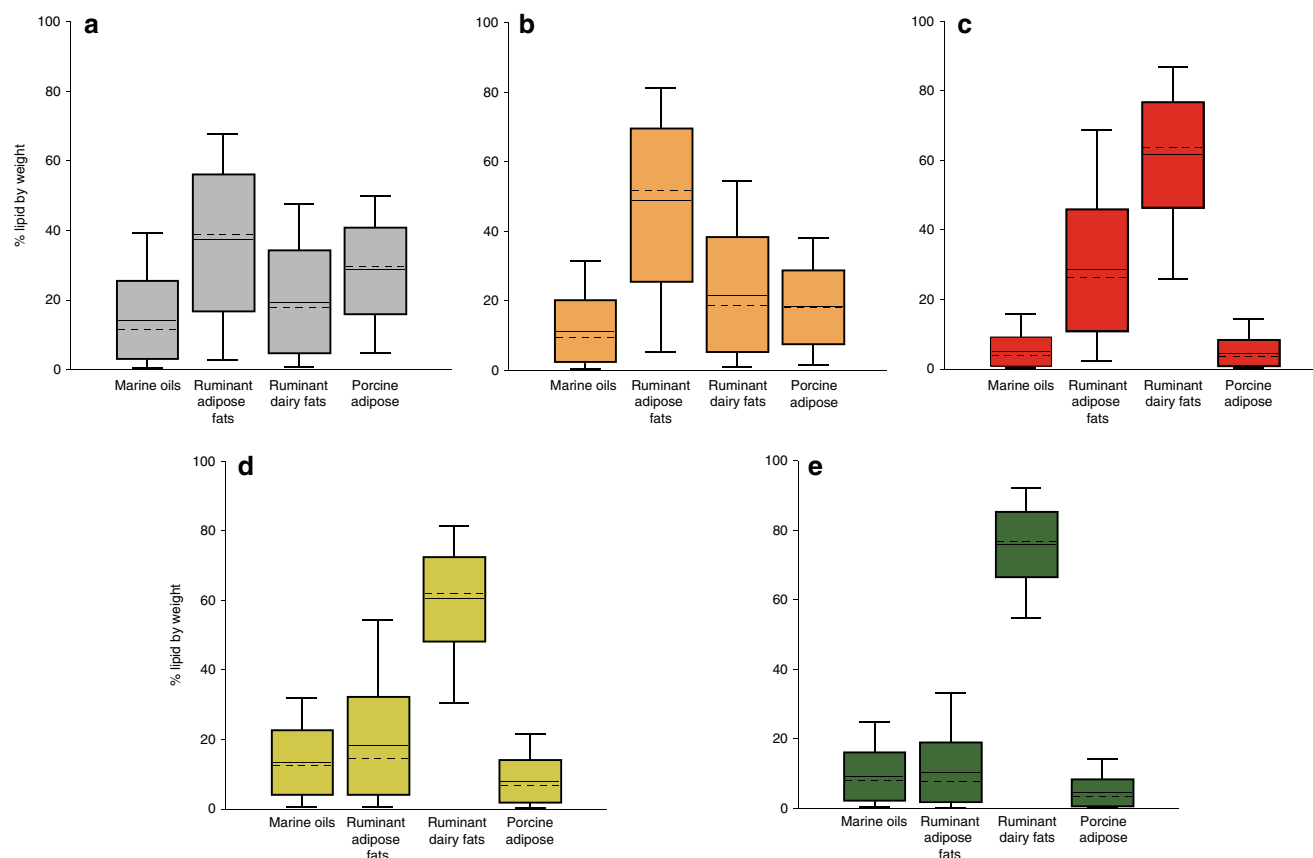 a
100
80
60
40
20
0
% lipid by weight
Marine oils
Ruminant
adipose
fats
Ruminant
dairy fats
Porcine
adipose
b
100
80
60
40
20
0
Marine oils
Ruminant
adipose
fats
Ruminant
dairy fats
Porcine
adipose
c
100
80
60
40
20
0
Marine oils
Ruminant
adipose fats
Ruminant
dairy fats
Porcine
adipose
d
100
80
60
40
20
0
% lipid by weight
Marine oils
Ruminant
adipose
fats
Ruminant
dairy fats
Porcine
adipose
e
100
80
60
40
20
0
Marine oils
Ruminant
adipose
fats
Ruminant
dairy fats
Porcine
adipose